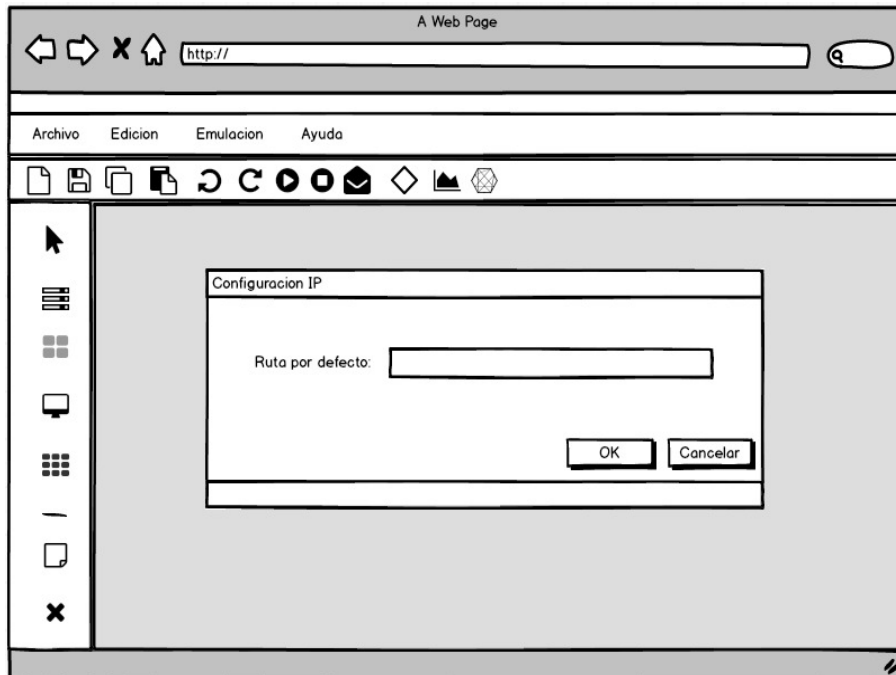 A Web Page
http://
Archivo Edicion Emulacion Ayuda
Configuracion IP
Ruta por defecto:
OK Cancelar